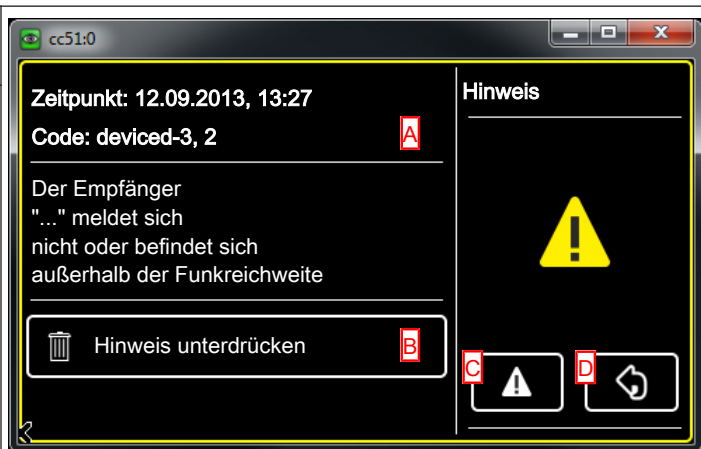 cc51:0
Zeitpunkt: 12.09.2013, 13:27
Code: deviced-3, 2
A
Der Empfänger
"..." meldet sich
nicht oder befindet sich
außerhalb der Funkreichweite
Hinweis unterdrücken
B
Hinweis
C
D